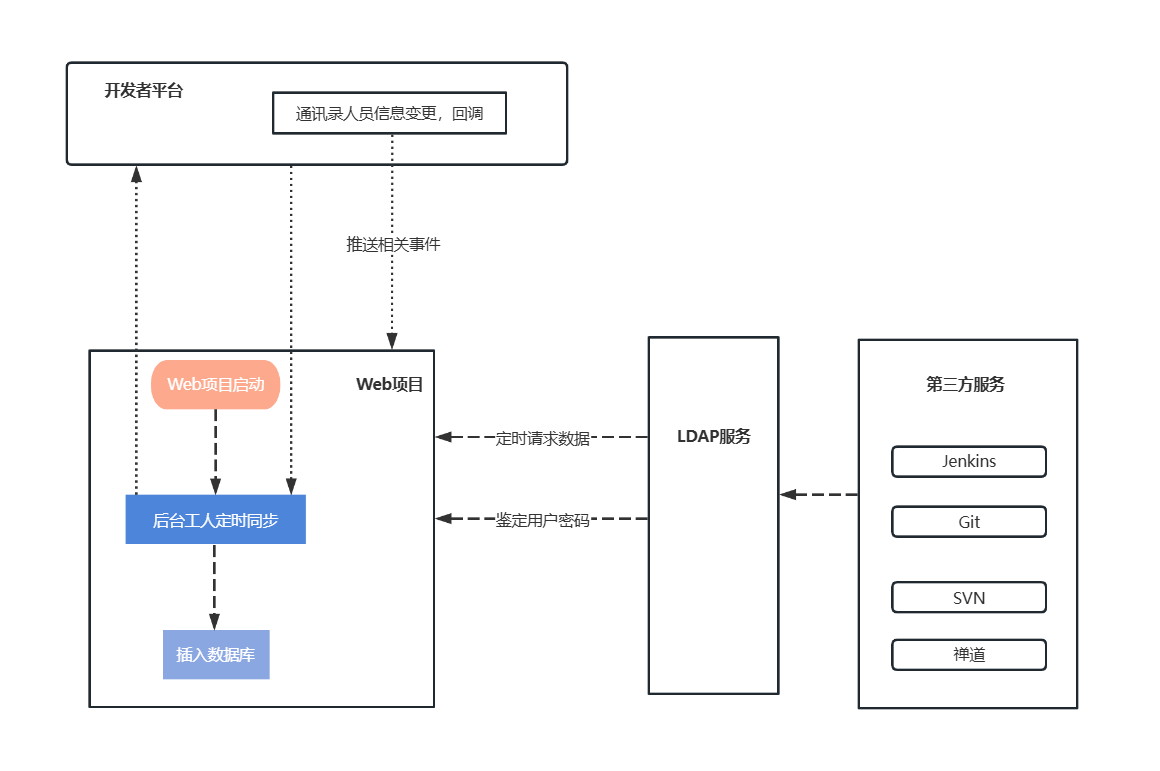 开发者平台
通讯录人员信息变更，回调
推送相关事件
Web项目启动
Web项目
后台工人定时同步
插入数据库
定时请求数据
鉴定用户密码
LDAP服务
第三方服务
Jenkins
Git
SVN
禅道